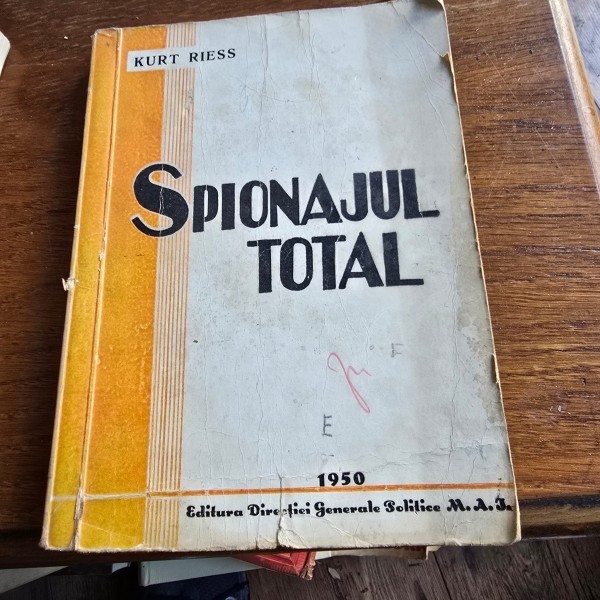 KURT RIESS
SPIONAJUL
TOTAL
F
E
1950
Editura Direcției Generale Politice M. A. I.